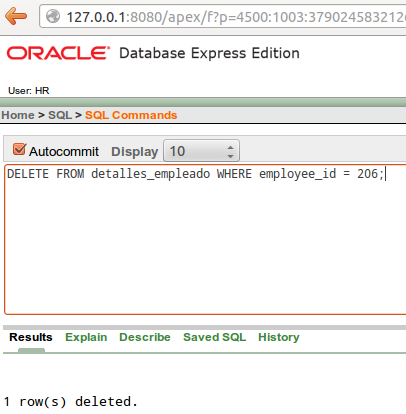 127.0.0.1:8080/apex/f?p=4500:1003:379024583212
ORACLE Database Express Edition
User: HR
Home > SQL > SQL Commands
Autocommit Display 10
DELETE FROM detalles_empleado WHERE employee_id = 206;
Results Explain Describe Saved SQL History
1 row(s) deleted.